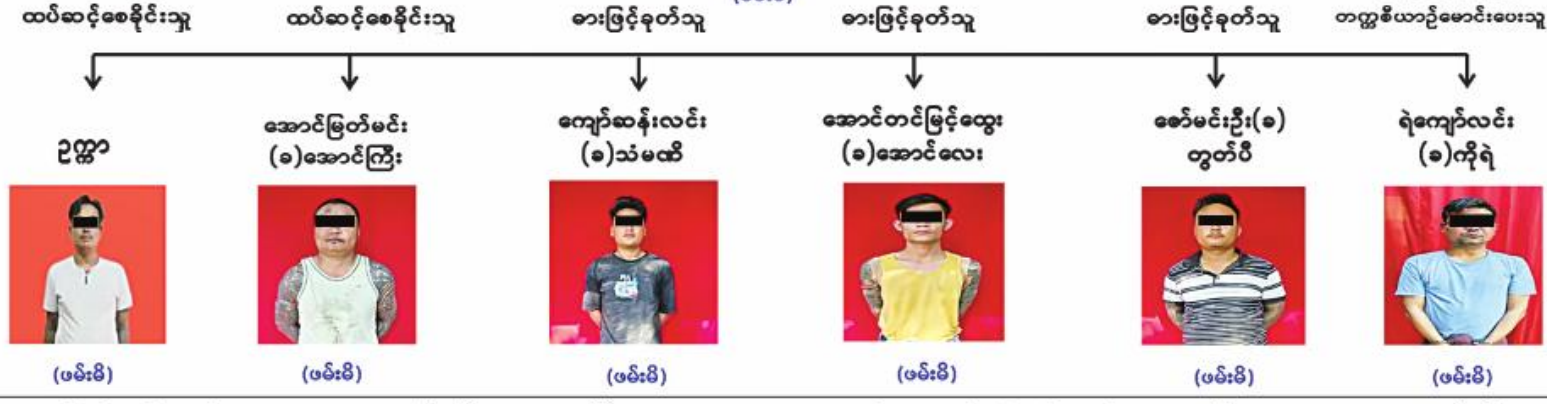 ထပ်ဆင့်စေခိုင်းသူ ထပ်ဆင့်စေခိုင်းသူ ဓားဖြင့်ခုတ်သူ ဓားဖြင့်ခုတ်သူ ဓားဖြင့်ခုတ်သူ တက္ကစီယာဉ်မောင်းပေးသူ
ဥက္ကာ
အောင်မြတ်မင်း
(ခ)အောင်ကြီး
ကျော်ဆန်းလင်း
(ခ)သံမဏိ
အောင်တင်မြင့်ထွေး
(ခ)အောင်လေး
ဇော်မင်းဦး(ခ)
တွတ်ပီ
ရဲကျော်လင်း
(ခ)ကိုရဲ
(ဖမ်းမိ) (ဖမ်းမိ) (ဖမ်းမိ) (ဖမ်းမိ) (ဖမ်းမိ) (ဖမ်းမိ)